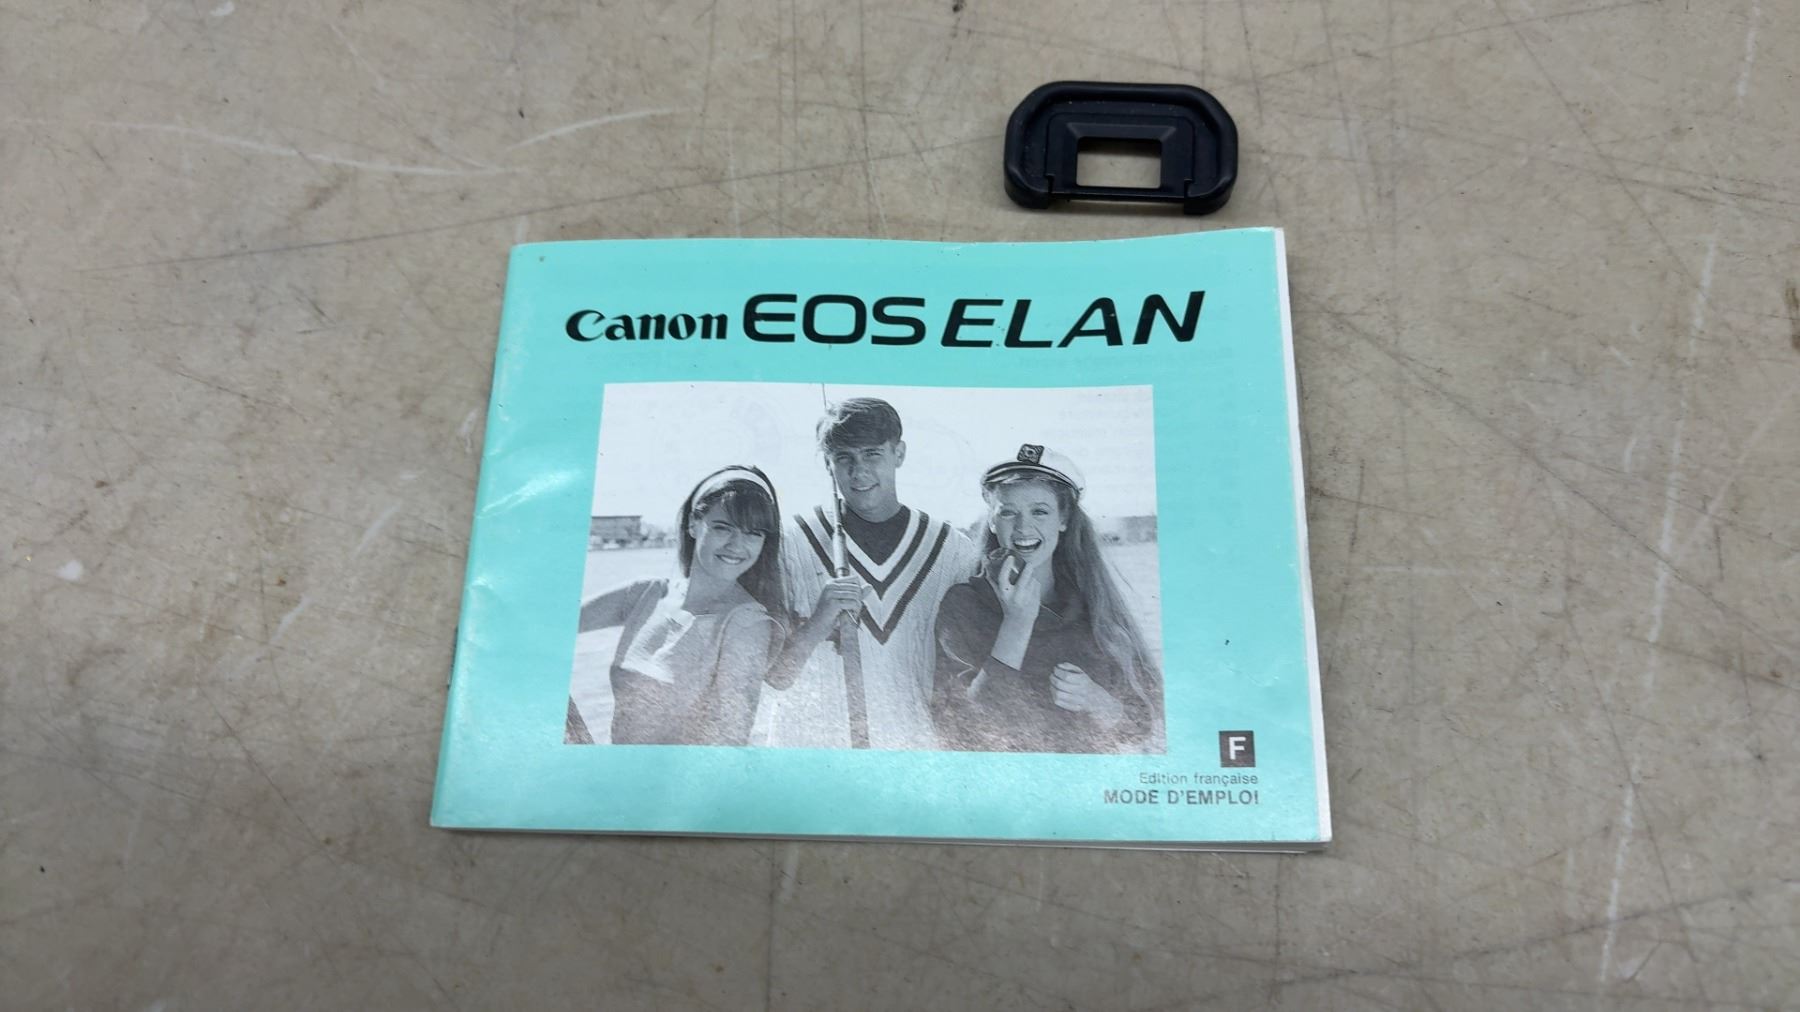 Canon EOS ELAN
F
Edition française
MODE D'EMPLOI